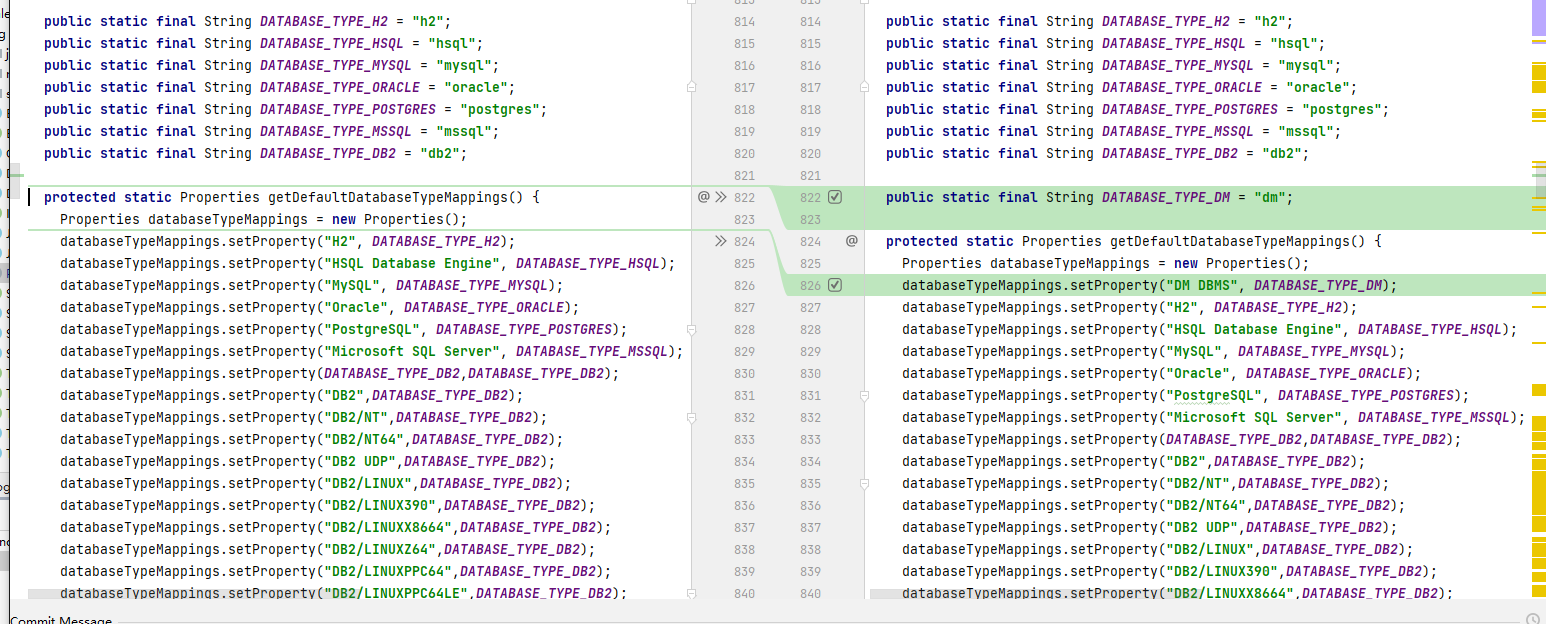 public static final String DATABASE_TYPE_H2 = "h2";
public static final String DATABASE_TYPE_HSQL = "hsql";
public static final String DATABASE_TYPE_MYSQL = "mysql";
public static final String DATABASE_TYPE_ORACLE = "oracle";
public static final String DATABASE_TYPE_POSTGRES = "postgres";
public static final String DATABASE_TYPE_MSSQL = "mssql";
public static final String DATABASE_TYPE_DB2 = "db2";
protected static Properties getDefaultDatabaseTypeMappings() {
Properties databaseTypeMappings = new Properties();
databaseTypeMappings.setProperty("H2", DATABASE_TYPE_H2);
databaseTypeMappings.setProperty("HSQL Database Engine", DATABASE_TYPE_HSQL);
databaseTypeMappings.setProperty("MySQL", DATABASE_TYPE_MYSQL);
databaseTypeMappings.setProperty("Oracle", DATABASE_TYPE_ORACLE);
databaseTypeMappings.setProperty("PostgreSQL", DATABASE_TYPE_POSTGRES);
databaseTypeMappings.setProperty("Microsoft SQL Server", DATABASE_TYPE_MSSQL);
databaseTypeMappings.setProperty(DATABASE_TYPE_DB2,DATABASE_TYPE_DB2);
databaseTypeMappings.setProperty("DB2",DATABASE_TYPE_DB2);
databaseTypeMappings.setProperty("DB2/NT",DATABASE_TYPE_DB2);
databaseTypeMappings.setProperty("DB2/NT64",DATABASE_TYPE_DB2);
databaseTypeMappings.setProperty("DB2 UDP",DATABASE_TYPE_DB2);
databaseTypeMappings.setProperty("DB2/LINUX",DATABASE_TYPE_DB2);
databaseTypeMappings.setProperty("DB2/LINUX390",DATABASE_TYPE_DB2);
databaseTypeMappings.setProperty("DB2/LINUXX8664",DATABASE_TYPE_DB2);
databaseTypeMappings.setProperty("DB2/LINUXZ64",DATABASE_TYPE_DB2);
databaseTypeMappings.setProperty("DB2/LINUXPPC64",DATABASE_TYPE_DB2);
databaseTypeMappings.setProperty("DB2/LINUXPPC64LE",DATABASE_TYPE_DB2);
814 814
815 815
816 816
817 817
818 818
819 819
820 820
821 821
@ 822 822
823 823
824 824 @
825 825
826 826
827 827
828 828
829 829
830 830
831 831
832 832
833 833
834 834
835 835
836 836
837 837
838 838
839 839
840 840
public static final String DATABASE_TYPE_H2 = "h2";
public static final String DATABASE_TYPE_HSQL = "hsql";
public static final String DATABASE_TYPE_MYSQL = "mysql";
public static final String DATABASE_TYPE_ORACLE = "oracle";
public static final String DATABASE_TYPE_POSTGRES = "postgres";
public static final String DATABASE_TYPE_MSSQL = "mssql";
public static final String DATABASE_TYPE_DB2 = "db2";
public static final String DATABASE_TYPE_DM = "dm";
protected static Properties getDefaultDatabaseTypeMappings() {
Properties databaseTypeMappings = new Properties();
databaseTypeMappings.setProperty("DM DBMS", DATABASE_TYPE_DM);
databaseTypeMappings.setProperty("H2", DATABASE_TYPE_H2);
databaseTypeMappings.setProperty("HSQL Database Engine", DATABASE_TYPE_HSQL);
databaseTypeMappings.setProperty("MySQL", DATABASE_TYPE_MYSQL);
databaseTypeMappings.setProperty("Oracle", DATABASE_TYPE_ORACLE);
databaseTypeMappings.setProperty("PostgreSQL", DATABASE_TYPE_POSTGRES);
databaseTypeMappings.setProperty("Microsoft SQL Server", DATABASE_TYPE_MSSQL);
databaseTypeMappings.setProperty(DATABASE_TYPE_DB2,DATABASE_TYPE_DB2);
databaseTypeMappings.setProperty("DB2",DATABASE_TYPE_DB2);
databaseTypeMappings.setProperty("DB2/NT",DATABASE_TYPE_DB2);
databaseTypeMappings.setProperty("DB2/NT64",DATABASE_TYPE_DB2);
databaseTypeMappings.setProperty("DB2 UDP",DATABASE_TYPE_DB2);
databaseTypeMappings.setProperty("DB2/LINUX",DATABASE_TYPE_DB2);
databaseTypeMappings.setProperty("DB2/LINUX390",DATABASE_TYPE_DB2);
databaseTypeMappings.setProperty("DB2/LINUXX8664",DATABASE_TYPE_DB2);
Commit Message